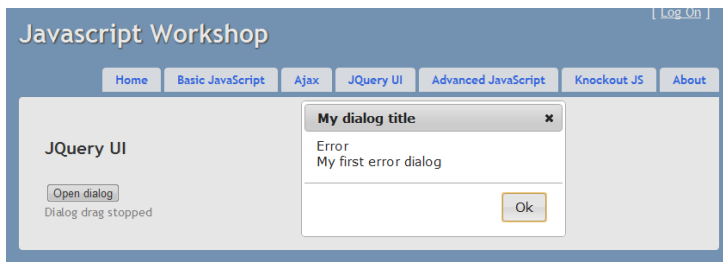 [ Log On ]
Javascript Workshop
Home Basic JavaScript Ajax JQuery UI Advanced JavaScript Knockout JS About
My dialog title ×
JQuery UI
Error
My first error dialog
Open dialog
Dialog drag stopped
Ok